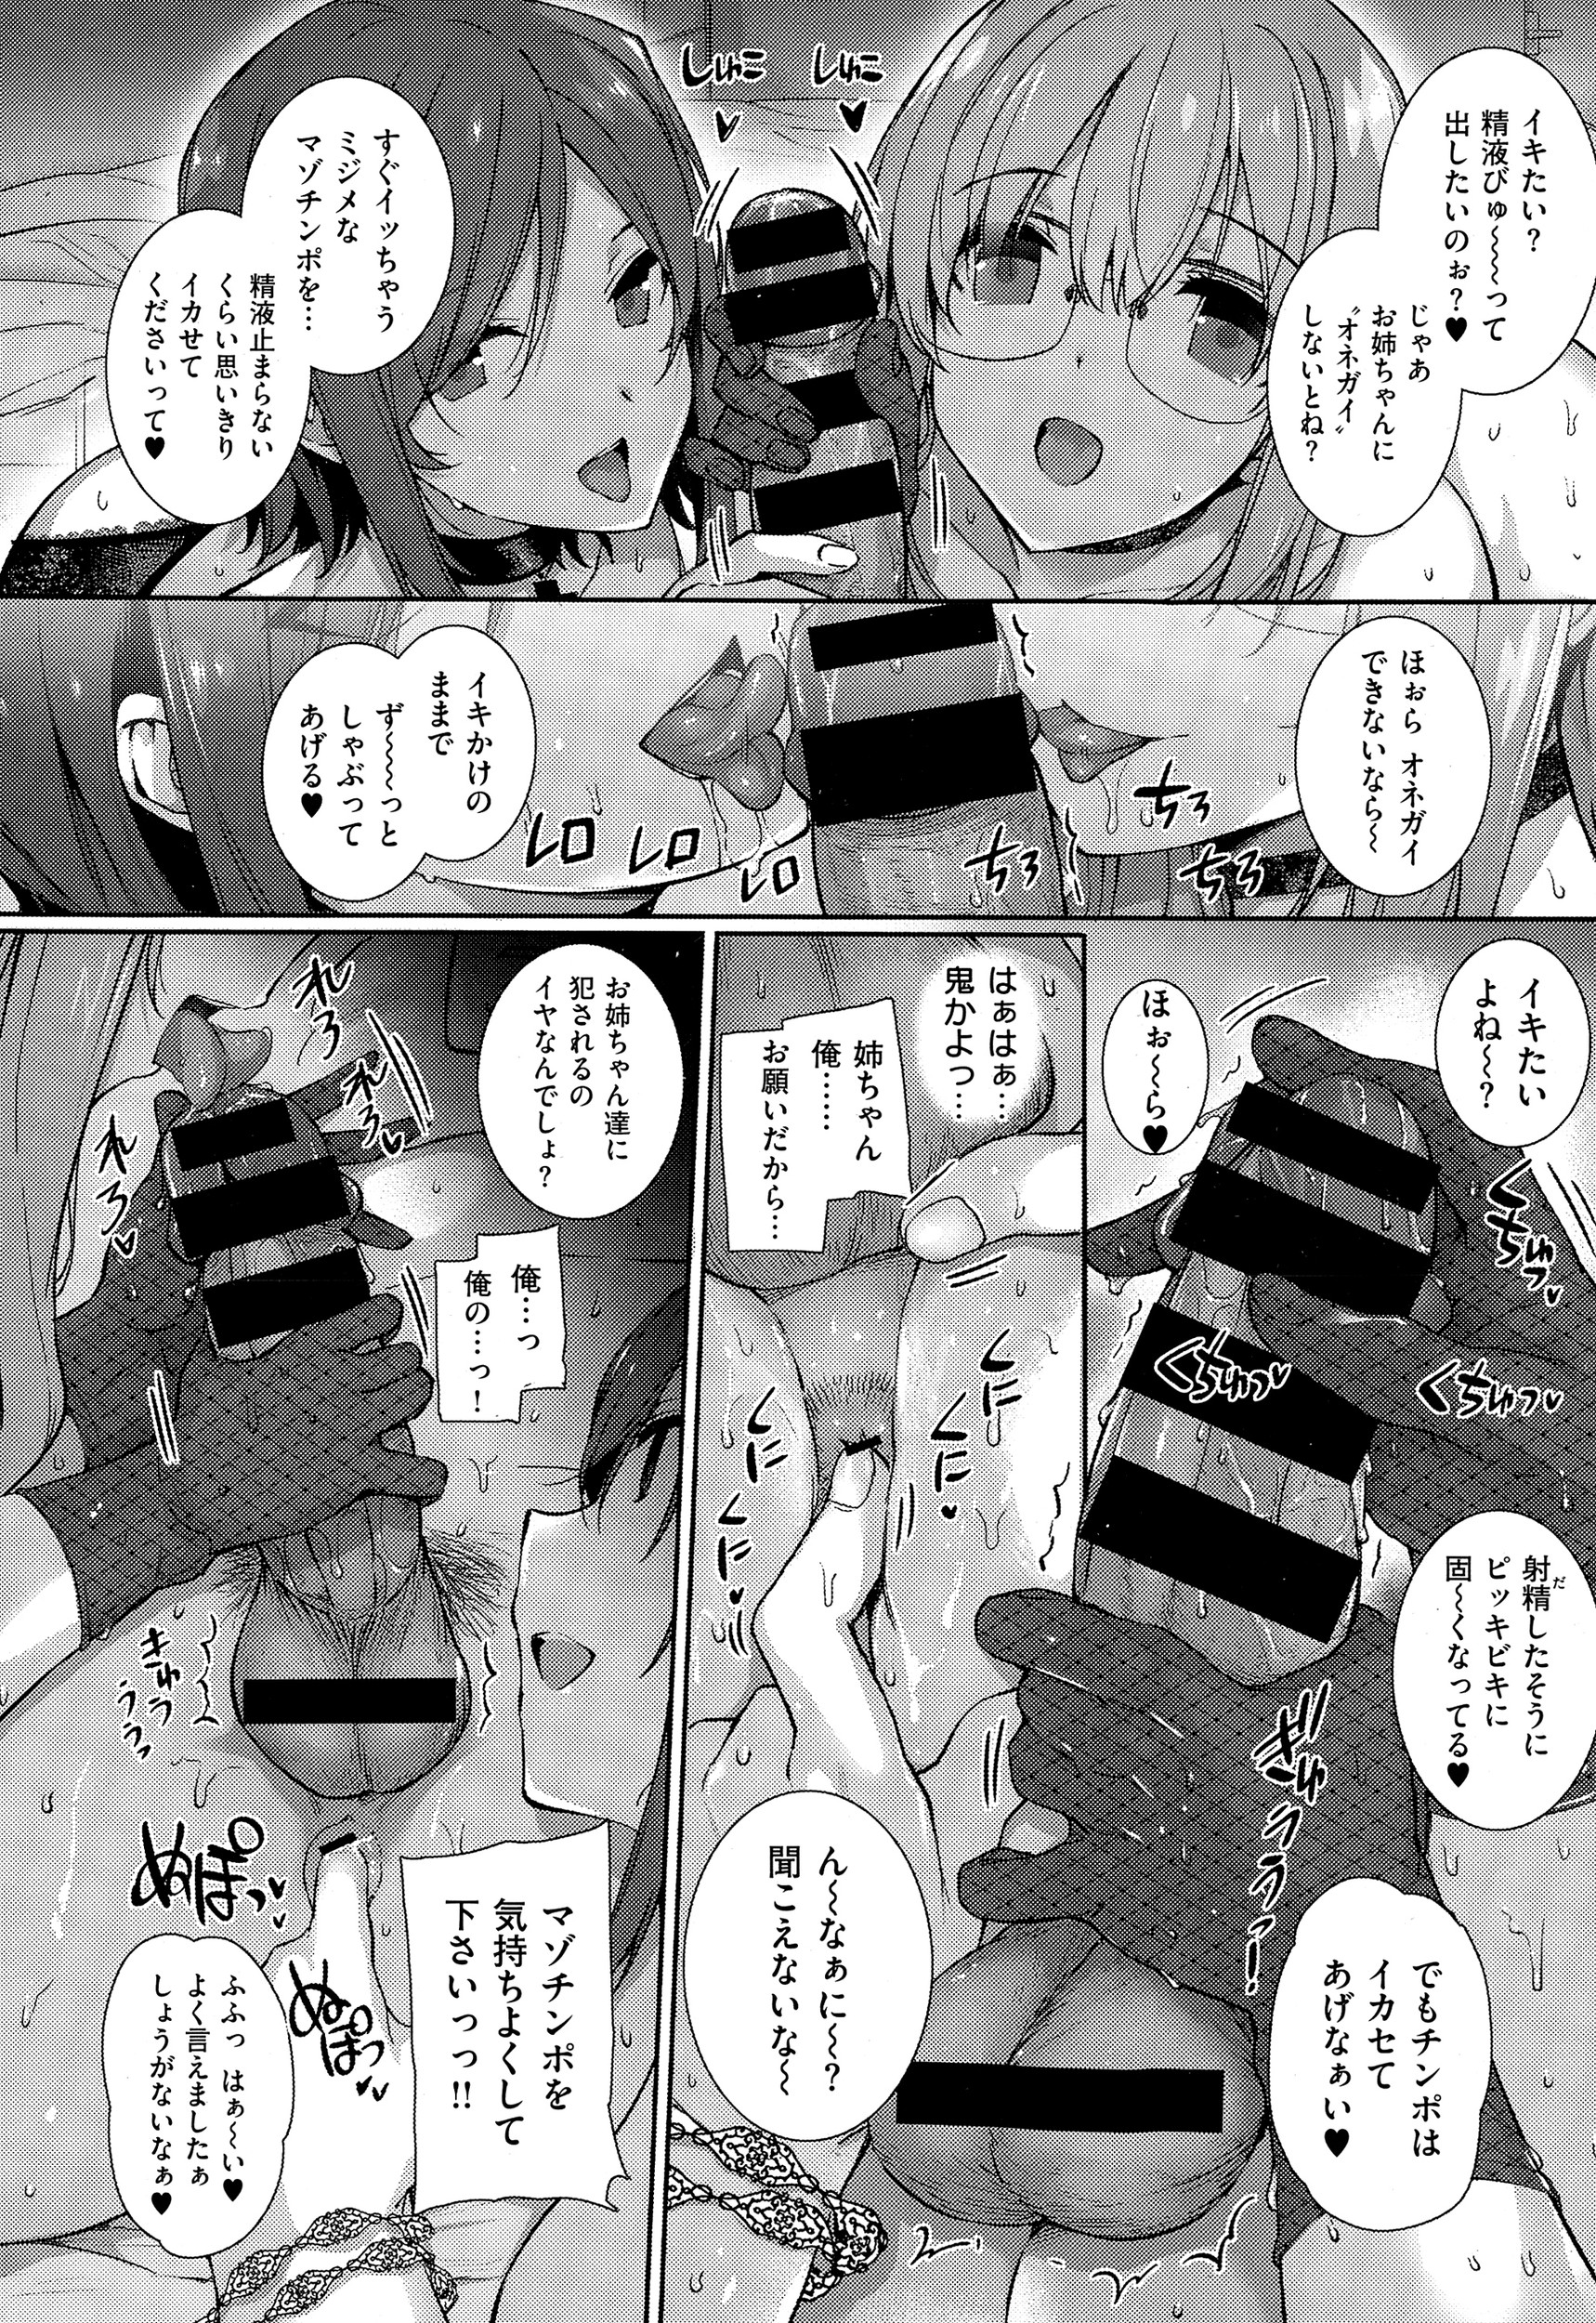 イキたい?
精液びゅ〜〜〜って
出したいのぉ?♥
じゃあ
お姉ちゃんに
〝オネガイ〟
しないとね?
しゅこ
しゅこ
すぐイッちゃう
ミジメな
マゾチンポを…
精液止まらない
くらい思いきり
イカせて
くださいって♥
ほぉら オネガイ
できないなら〜
ちろ
ちろ
ちろ
イキかけの
ままで
ず〜〜〜っと
しゃぶって
あげる♥
レロ
レロ
レロ
イキたい
よね〜?
ほぉ〜〜ら♥
くちゅっ
くちゅっ
くちゅっ
射精したそうに
だ
ピッキビキに
固〜くなってる♥
ギュウウウー!
でもチンポは
イカセて
あげなぁい♥
はぁはぁ…
鬼かよっ…
姉ちゃん
俺……
お願いだから…
くに
くに
くに
くに
ん〜なぁに〜?
聞こえないな〜
お姉ちゃん達に
犯されるの
イヤなんでしょ?
れろ
れろ
れろ
俺…っ
俺の…っ!
きゅううう
マゾチンポを
気持ちよくして
下さいっっ!!
ぬぽっ
ぬぽっ
ふふっ はぁ〜い♥
よく言えましたぁ
しょうがないなぁ♥